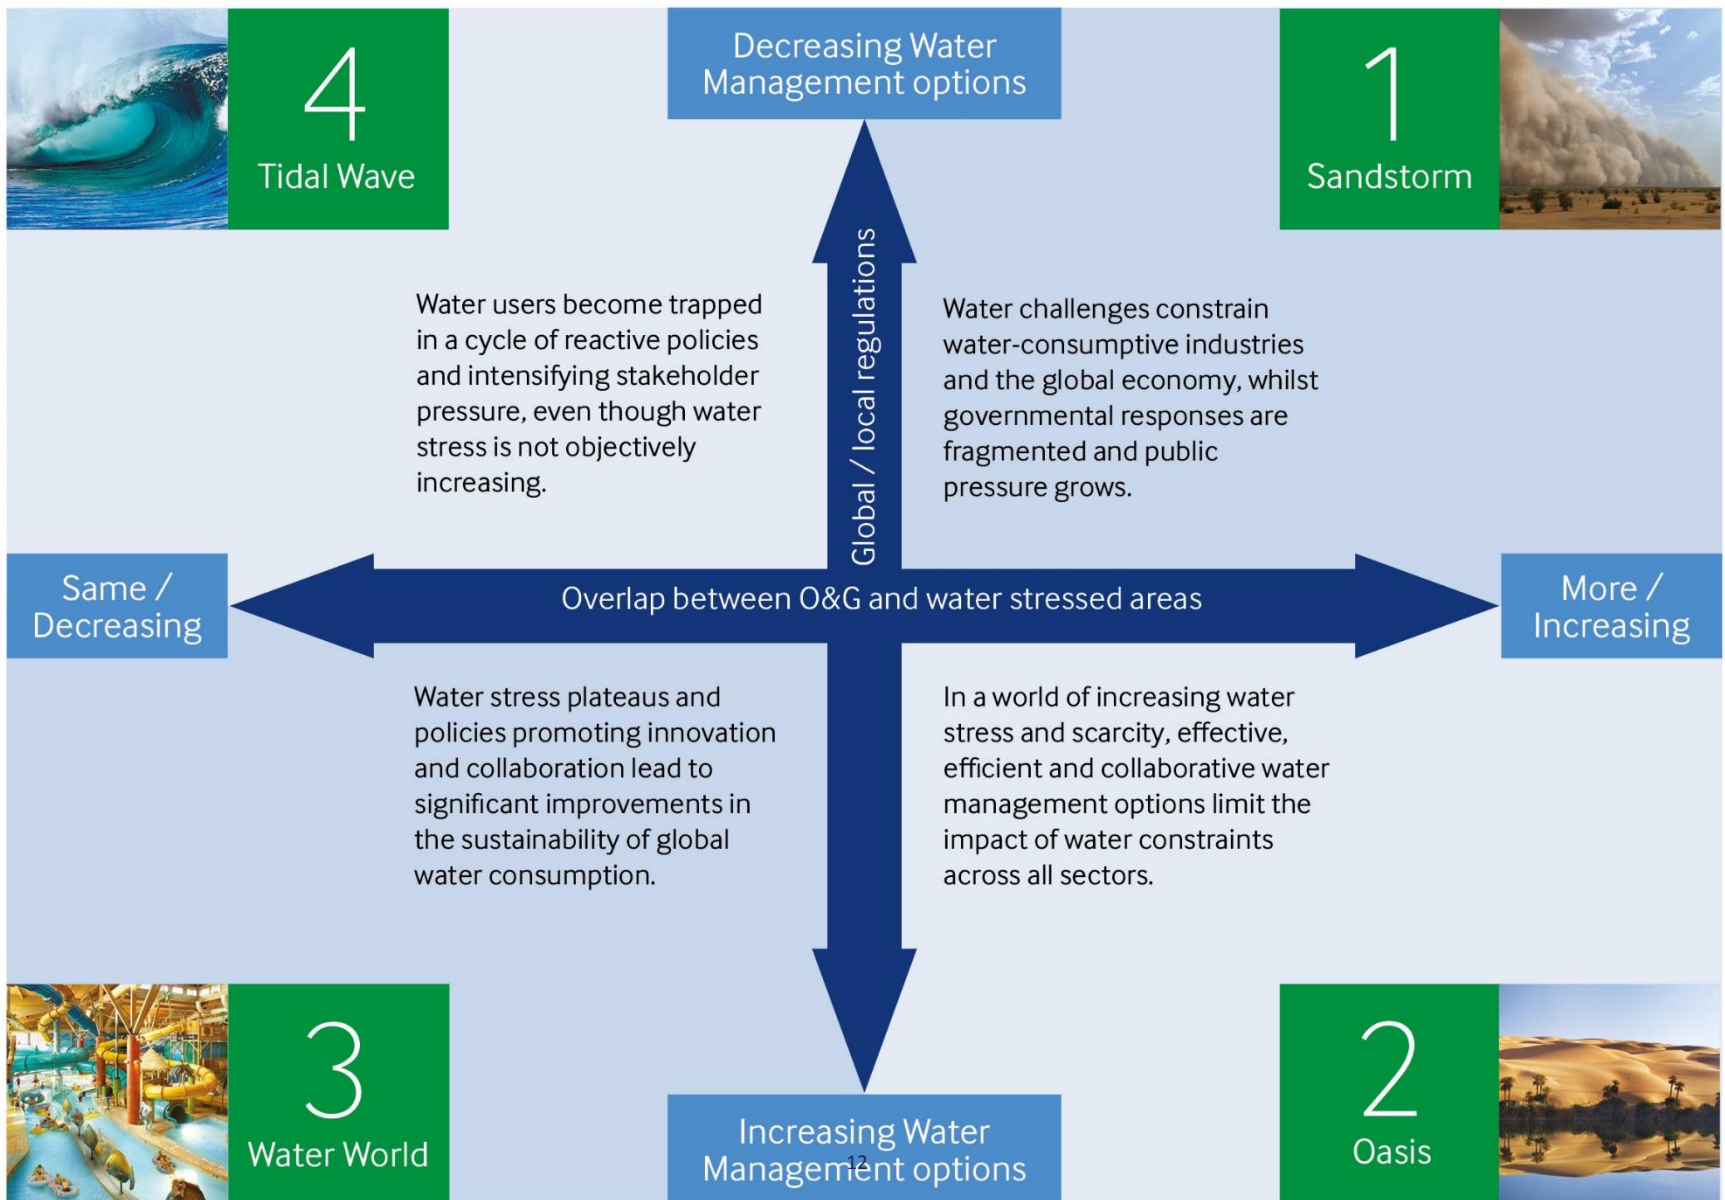 4
Tidal Wave
Decreasing Water
Management options
1
Sandstorm
Water users become trapped
in a cycle of reactive policies
and intensifying stakeholder
pressure, even though water
stress is not objectively
increasing.
Global / local regulations
Water challenges constrain
water-consumptive industries
and the global economy, whilst
governmental responses are
fragmented and public
pressure grows.
Same /
Decreasing
Overlap between O&G and water stressed areas
More /
Increasing
Water stress plateaus and
policies promoting innovation
and collaboration lead to
significant improvements in
the sustainability of global
water consumption.
In a world of increasing water
stress and scarcity, effective,
efficient and collaborative water
management options limit the
impact of water constraints
across all sectors.
3
Water World
Increasing Water
Management options
12
2
Oasis